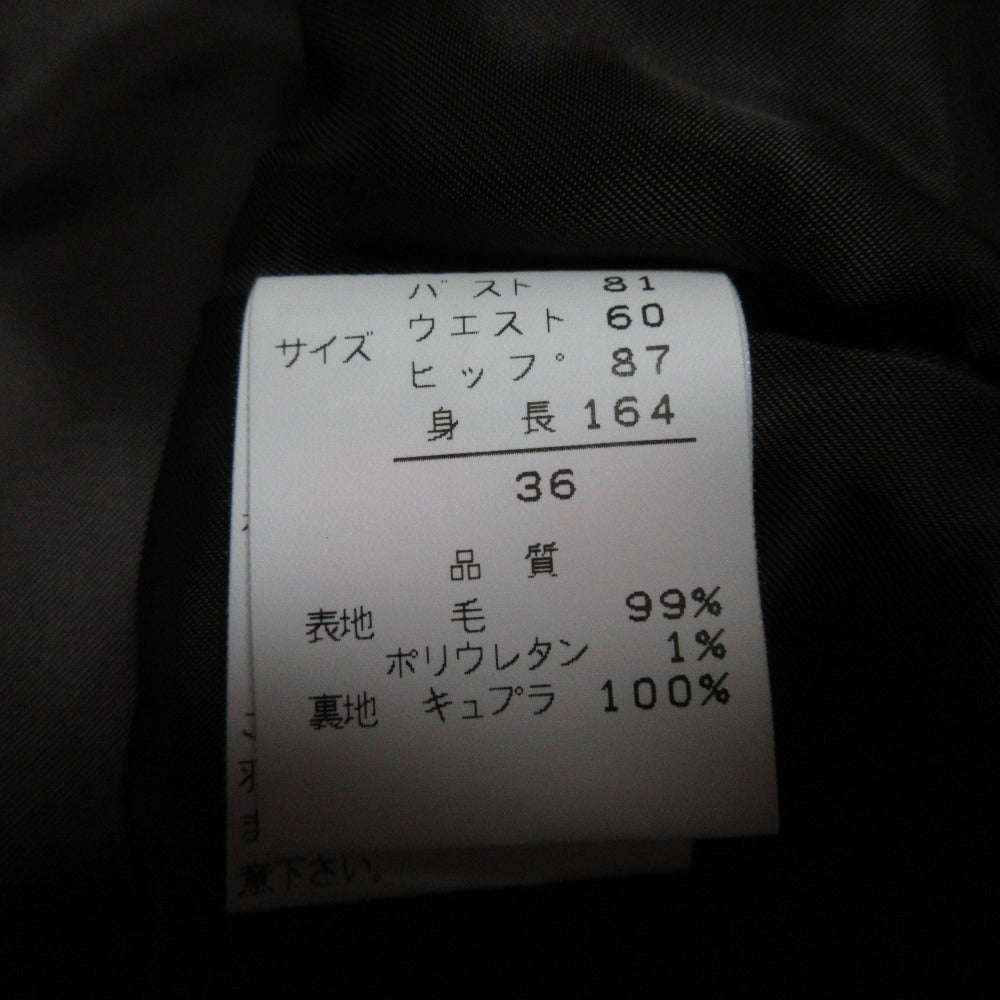 バスト 81
サイズ ウエスト 60
ヒップ 87
身長 164
36
品質
表地 毛 99%
ポリウレタン 1%
裏地 キュプラ 100%
意下さい。